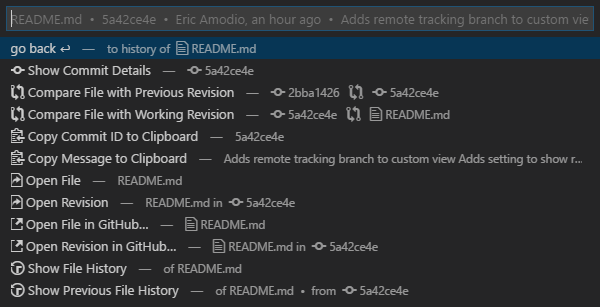 README.md • 5a42ce4e • Eric Amodio, an hour ago • Adds remote tracking branch to custom vie
go back ↩ — to history of README.md
Show Commit Details — 5a42ce4e
Compare File with Previous Revision — 2bba1426 5a42ce4e
Compare File with Working Revision — 5a42ce4e README.md
Copy Commit ID to Clipboard — 5a42ce4e
Copy Message to Clipboard — Adds remote tracking branch to custom view Adds setting to show r...
Open File — README.md
Open Revision — README.md in 5a42ce4e
Open File in GitHub... — README.md
Open Revision in GitHub... — README.md in 5a42ce4e
Show File History — of README.md
Show Previous File History — of README.md • from 5a42ce4e